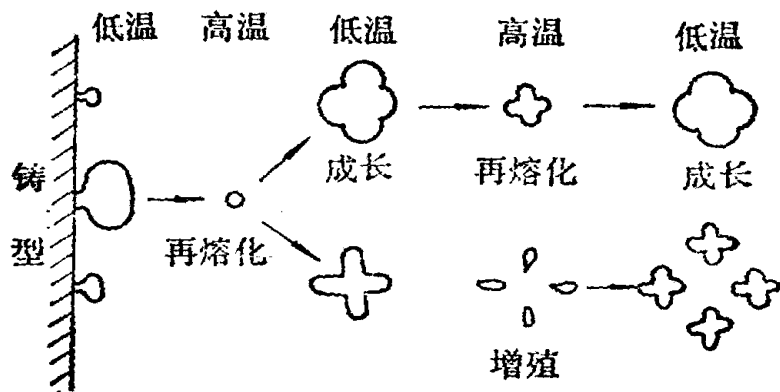 低温 高温 低温 高温 低温
成长 再熔化 成长
铸型
再熔化
增殖